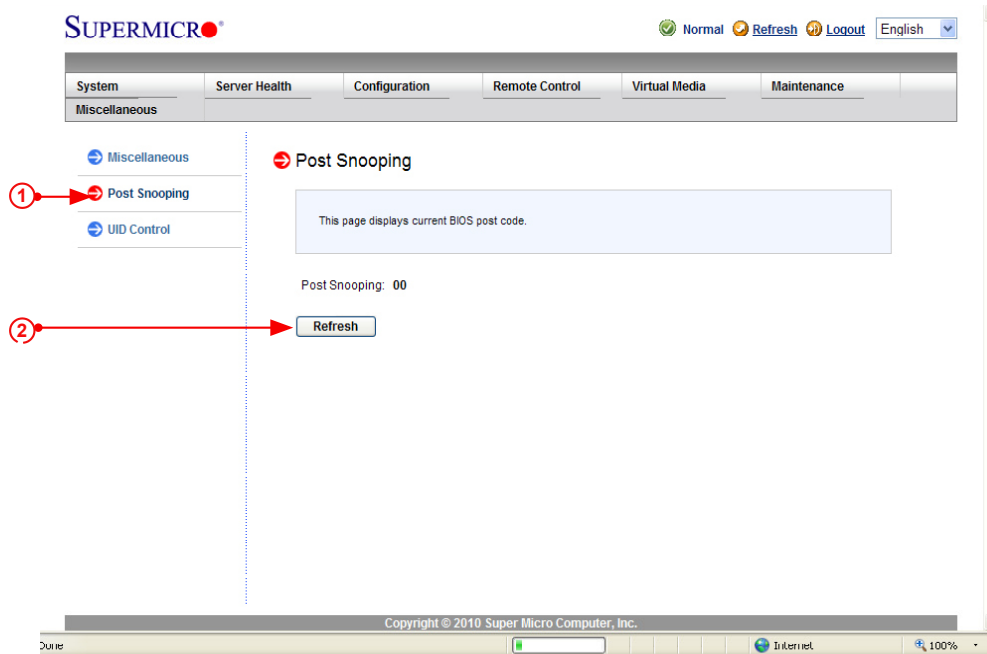 SUPERMICR
Normal Refresh Logout English
System Server Health Configuration Remote Control Virtual Media Maintenance
Miscellaneous
Miscellaneous
Post Snooping
UID Control
1
2
Post Snooping
This page displays current BIOS post code.
Post Snooping: 00
Refresh
Copyright © 2010 Super Micro Computer, Inc.
Done Internet 100%